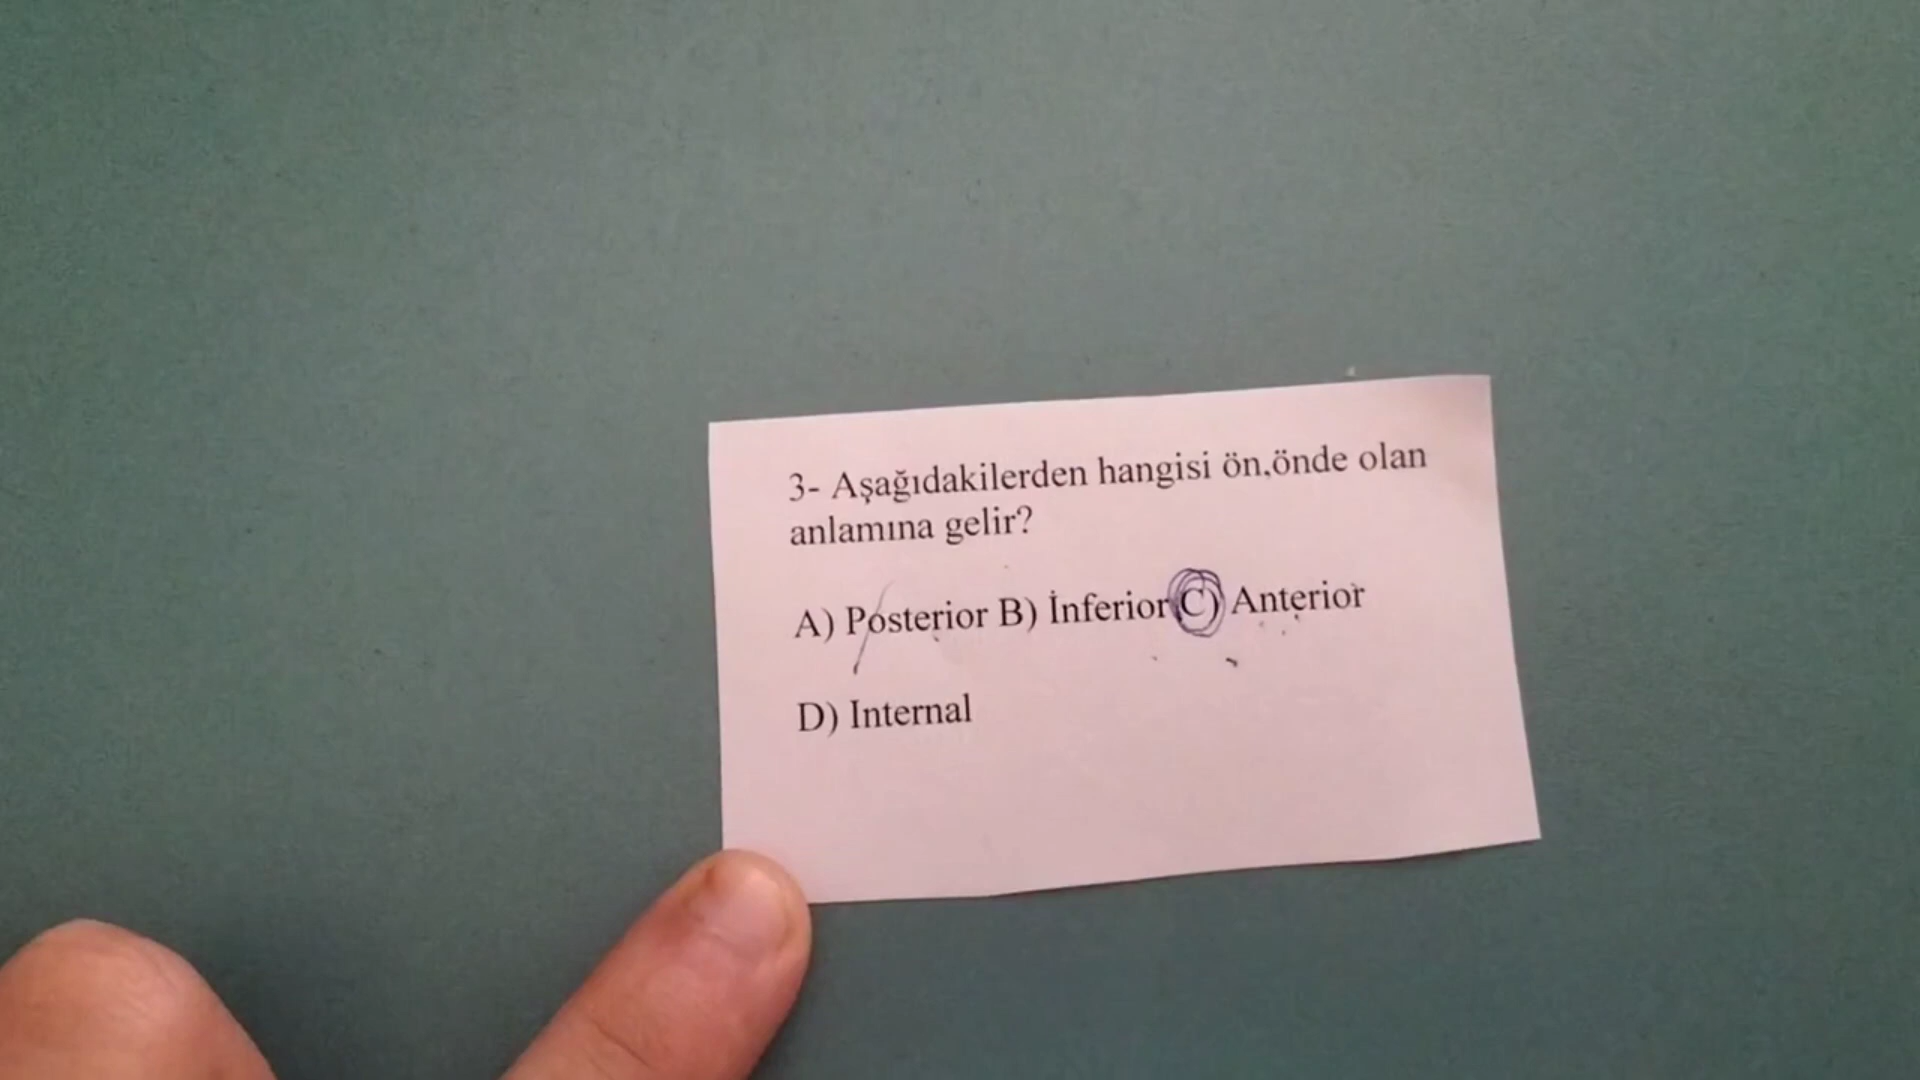 3- Aşağıdakilerden hangisi ön,önde olan
anlamına gelir?
A) Posterior B) İnferior C) Anterior
D) Internal